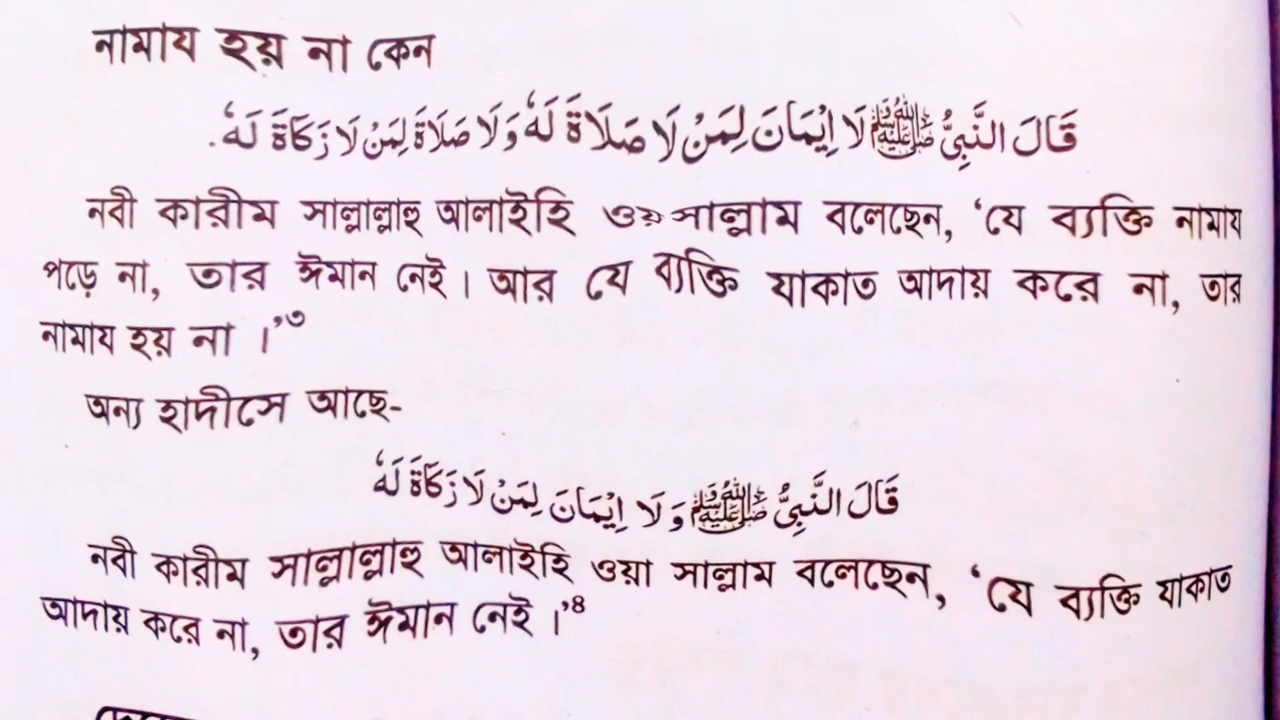 নামায হয় না কেন
قَالَ النَّبِيُّ ﷺ لَا اِيْمَانَ لِمَنْ لَا صَلَاةَ لَهُ وَلَا صَلَاةَ لِمَنْ لَا زَكَاةَ لَهُ.
নবী কারীম সাল্লাল্লাহু আলাইহি ওয় সাল্লাম বলেছেন, ‘যে ব্যক্তি নামায
পড়ে না, তার ঈমান নেই। আর যে ব্যক্তি যাকাত আদায় করে না, তার
নামায হয় না ।’৩
অন্য হাদীসে আছে-
قَالَ النَّبِيُّ ﷺ وَلَا اِيْمَانَ لِمَنْ لَا زَكَاةَ لَهُ
নবী কারীম সাল্লাল্লাহু আলাইহি ওয়া সাল্লাম বলেছেন, ‘যে ব্যক্তি যাকাত
আদায় করে না, তার ঈমান নেই ।’৪